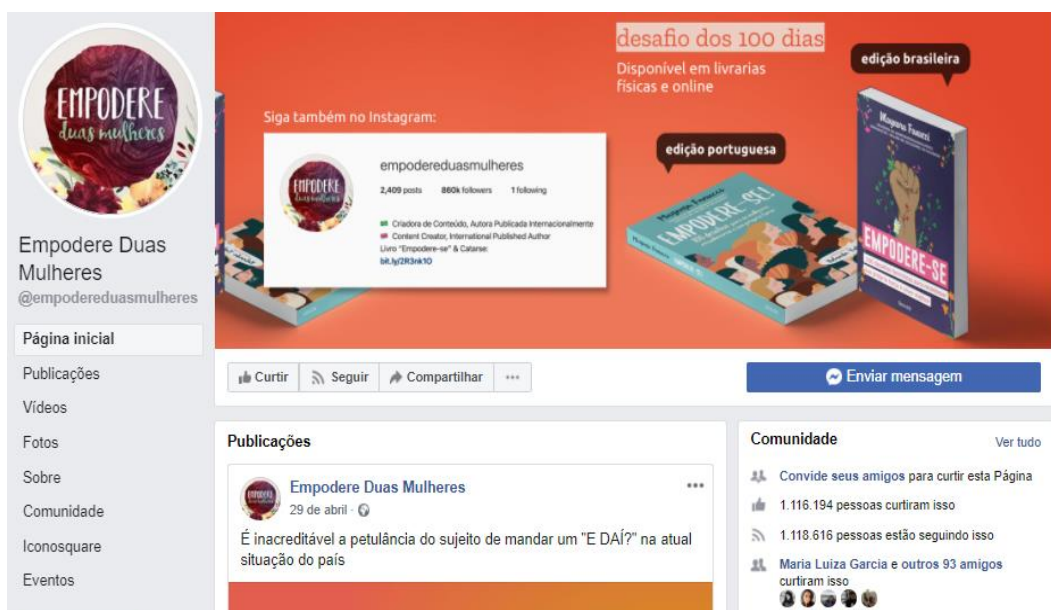 EMPODERE
duas mulheres
Empodere Duas
Mulheres
@empodereduasmulheres
Página inicial
Publicações
Vídeos
Fotos
Sobre
Comunidade
Iconosquare
Eventos
desafio dos 100 dias
Disponível em livrarias
físicas e online
edição brasileira
edição portuguesa
Siga também no Instagram:
EMPODERE
duas mulheres
empodereduasmulheres
2,409 posts 860k followers 1 following
Criadora de Conteúdo, Autora Publicada Internacionalmente
Content Creator, International Published Author
Livro "Empodere-se" & Catarse:
bit.ly/2R3nk1O
EMPODERE-SE!
EMPODERE-SE
Curtir Seguir Compartilhar ...
Enviar mensagem
Publicações
Empodere Duas Mulheres
29 de abril ·
É inacreditável a petulância do sujeito de mandar um "E DAÍ?" na atual
situação do país
Comunidade Ver tudo
Convide seus amigos para curtir esta Página
1.116.194 pessoas curtiram isso
1.118.616 pessoas estão seguindo isso
Maria Luiza Garcia e outros 93 amigos
curtiram isso